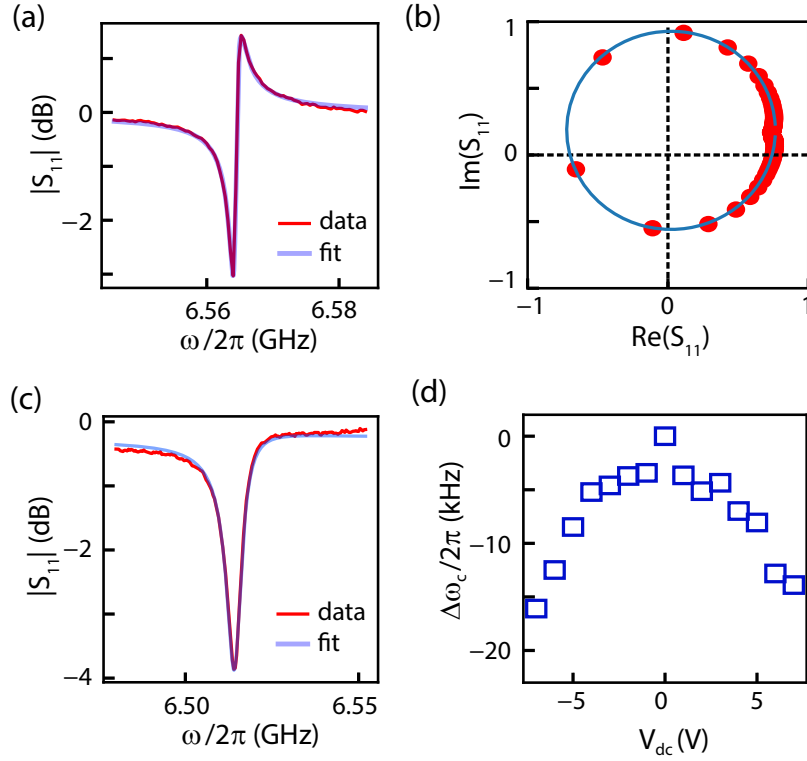 (a)
|S₁₁| (dB)
0
−2
data
fit
6.56
6.58
ω/2π (GHz)
(b)
Im(S₁₁)
1
0
−1
−1
0
1
Re(S₁₁)
(c)
|S₁₁| (dB)
−0
−2
−4
data
fit
6.50
6.55
ω/2π (GHz)
(d)
Δω_c/2π (kHz)
0
−10
−20
−5
0
5
V_dc (V)